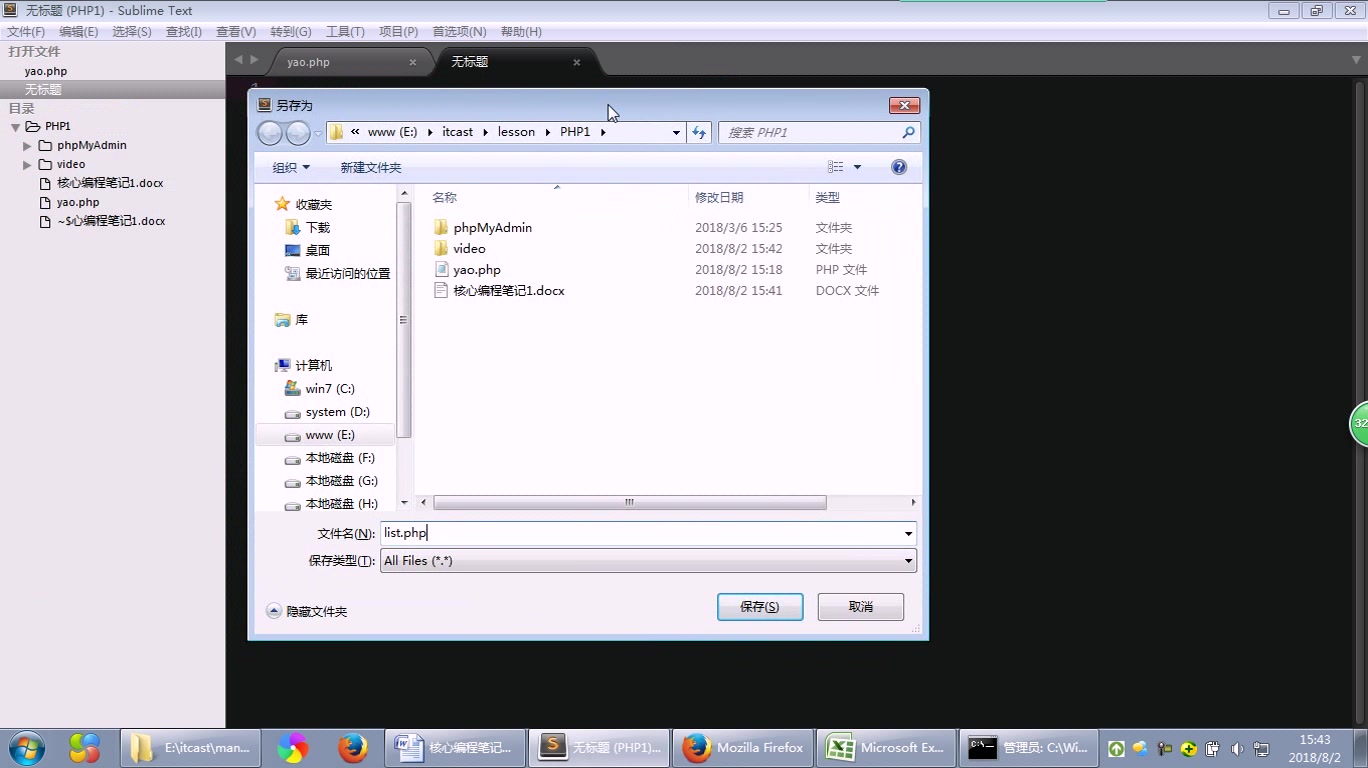 无标题 (PHP1) - Sublime Text
文件(F) 编辑(E) 选择(S) 查找(I) 查看(V) 转到(G) 工具(T) 项目(P) 首选项(N) 帮助(H)
打开文件
yao.php
无标题
目录
PHP1
phpMyAdmin
video
核心编程笔记1.docx
yao.php
~$心编程笔记1.docx
yao.php 无标题
1
另存为
« www (E:) itcast lesson PHP1
搜索 PHP1
组织 新建文件夹
收藏夹
下载
桌面
最近访问的位置
库
计算机
win7 (C:)
system (D:)
www (E:)
本地磁盘 (F:)
本地磁盘 (G:)
本地磁盘 (H:)
名称 修改日期 类型
phpMyAdmin 2018/3/6 15:25 文件夹
video 2018/8/2 15:42 文件夹
yao.php 2018/8/2 15:18 PHP 文件
核心编程笔记1.docx 2018/8/2 15:41 DOCX 文件
文件名(N): list.php
保存类型(T): All Files (*.*)
隐藏文件夹
保存(S) 取消
32
E:\itcast\man...
核心编程笔记...
无标题 (PHP1)...
Mozilla Firefox
Microsoft Ex...
管理员: C:\Wi...
15:43
2018/8/2